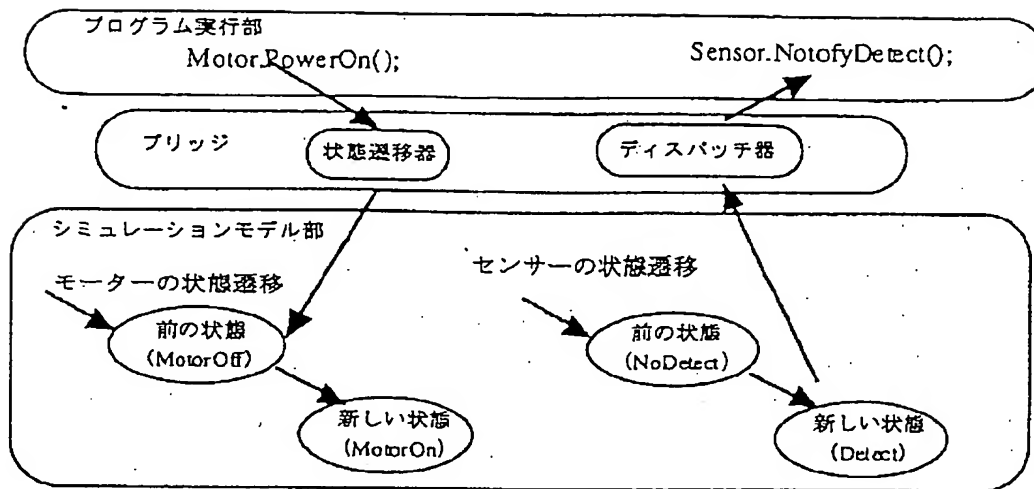 プログラム実行部
Motor.PowerOn();
Sensor.NotofyDetect();
ブリッジ
状態遷移器
ディスパッチ器
シミュレーションモデル部
モーターの状態遷移
センサーの状態遷移
前の状態
(MotorOff)
前の状態
(NoDetect)
新しい状態
(MotorOn)
新しい状態
(Detect)